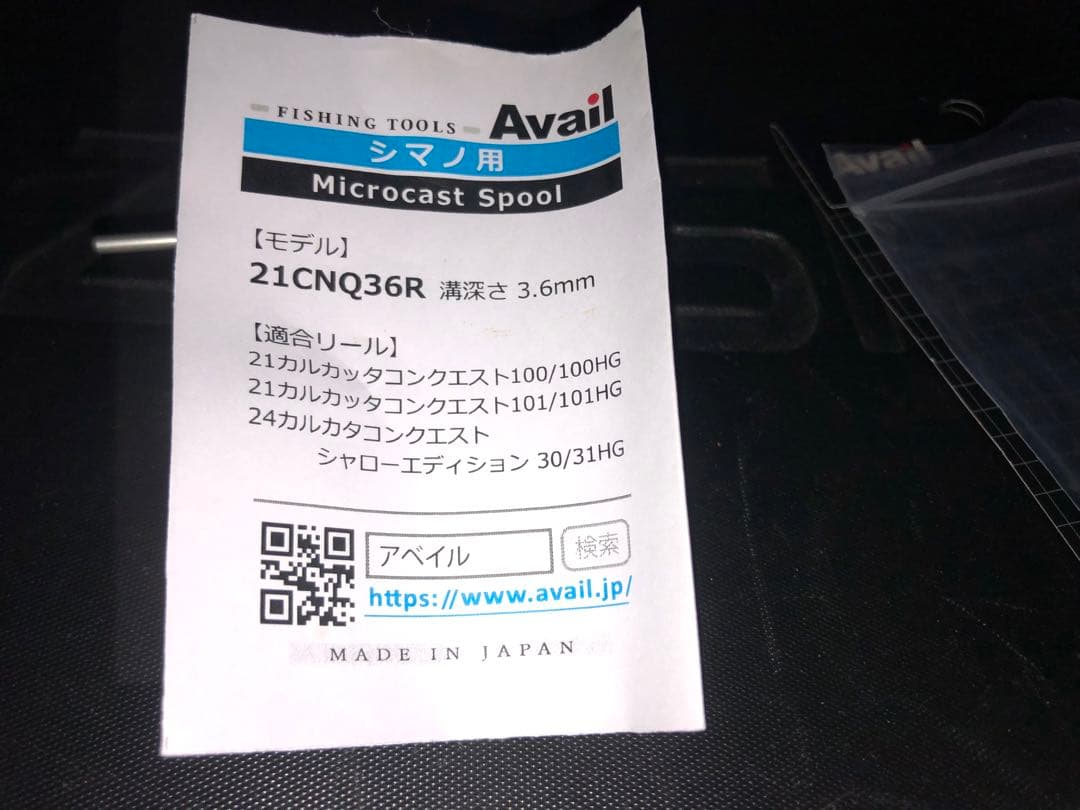 FISHING TOOLS Avail
シマノ用
Microcast Spool
【モデル】
21CNQ36R 溝深さ 3.6mm
【適合リール】
21カルカッタコンクエスト100/100HG
21カルカッタコンクエスト101/101HG
24カルカタコンクエスト
シャローエディション 30/31HG
アベイル 検索
https://www.avail.jp/
MADE IN JAPAN
Avail